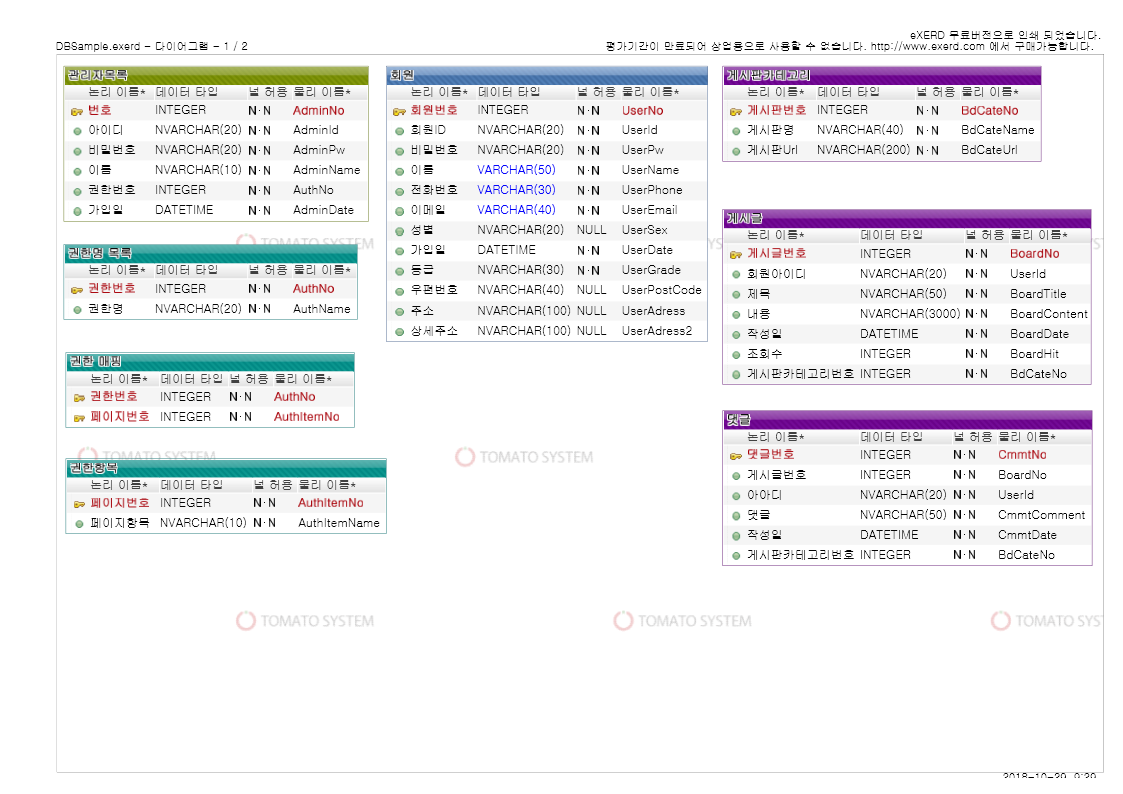 eXERD 무료버전으로 인쇄 되었습니다.
DBSample.exerd - 다이어그램 - 1 / 2
평가기간이 만료되어 상업용으로 사용할 수 없습니다. http://www.exerd.com 에서 구매가능합니다.
관리자목록
논리 이름* 데이터 타입 널 허용 물리 이름*
번호 INTEGER N·N AdminNo
아이디 NVARCHAR(20) N·N AdminId
비밀번호 NVARCHAR(20) N·N AdminPw
이름 NVARCHAR(10) N·N AdminName
권한번호 INTEGER N·N AuthNo
가입일 DATETIME N·N AdminDate
권한명 목록
논리 이름* 데이터 타입 널 허용 물리 이름*
권한번호 INTEGER N·N AuthNo
권한명 NVARCHAR(20) N·N AuthName
권한 매핑
논리 이름* 데이터 타입 널 허용 물리 이름*
권한번호 INTEGER N·N AuthNo
페이지번호 INTEGER N·N AuthItemNo
권한항목
논리 이름* 데이터 타입 널 허용 물리 이름*
페이지번호 INTEGER N·N AuthItemNo
페이지항목 NVARCHAR(10) N·N AuthItemName
회원
논리 이름* 데이터 타입 널 허용 물리 이름*
회원번호 INTEGER N·N UserNo
회원ID NVARCHAR(20) N·N UserId
비밀번호 NVARCHAR(20) N·N UserPw
이름 VARCHAR(50) N·N UserName
전화번호 VARCHAR(30) N·N UserPhone
이메일 VARCHAR(40) N·N UserEmail
성별 NVARCHAR(20) NULL UserSex
가입일 DATETIME N·N UserDate
등급 NVARCHAR(30) N·N UserGrade
우편번호 NVARCHAR(40) NULL UserPostCode
주소 NVARCHAR(100) NULL UserAdress
상세주소 NVARCHAR(100) NULL UserAdress2
게시판카테고리
논리 이름* 데이터 타입 널 허용 물리 이름*
게시판번호 INTEGER N·N BdCateNo
게시판명 NVARCHAR(40) N·N BdCateName
게시판Url NVARCHAR(200) N·N BdCateUrl
게시글
논리 이름* 데이터 타입 널 허용 물리 이름*
게시글번호 INTEGER N·N BoardNo
회원아이디 NVARCHAR(20) N·N UserId
제목 NVARCHAR(50) N·N BoardTitle
내용 NVARCHAR(3000) N·N BoardContent
작성일 DATETIME N·N BoardDate
조회수 INTEGER N·N BoardHit
게시판카테고리번호 INTEGER N·N BdCateNo
댓글
논리 이름* 데이터 타입 널 허용 물리 이름*
댓글번호 INTEGER N·N CmmtNo
게시글번호 INTEGER N·N BoardNo
아아디 NVARCHAR(20) N·N UserId
댓글 NVARCHAR(50) N·N CmmtComment
작성일 DATETIME N·N CmmtDate
게시판카테고리번호 INTEGER N·N BdCateNo
TOMATO SYSTEM
YS
TOMATO SYSTEM
TOMATO SYSTEM
TOMATO SYSTEM
TOMATO SYSTEM
TOMATO SYS